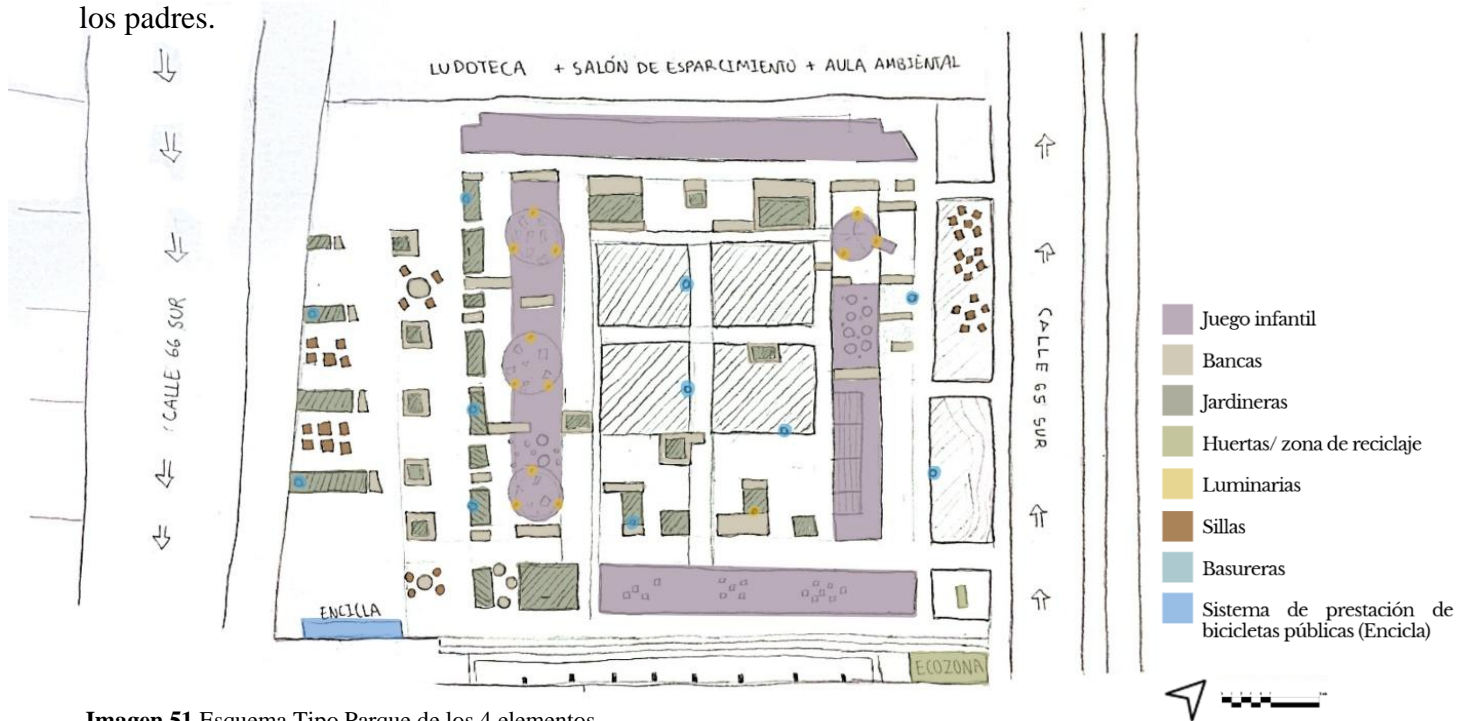 los padres.
LUDOTECA + SALÓN DE ESPARCIMIENTO + AULA AMBIENTAL
CALLE 66 SUR
CALLE 65 SUR
Juego infantil
Bancas
Jardineras
Huertas/ zona de reciclaje
Luminarias
Sillas
Basureras
Sistema de prestación de
bicicletas públicas (Encicla)
ENCICLA
ECOZONA
Imagen 51 Esquema Tipo Parque de los 4 elementos